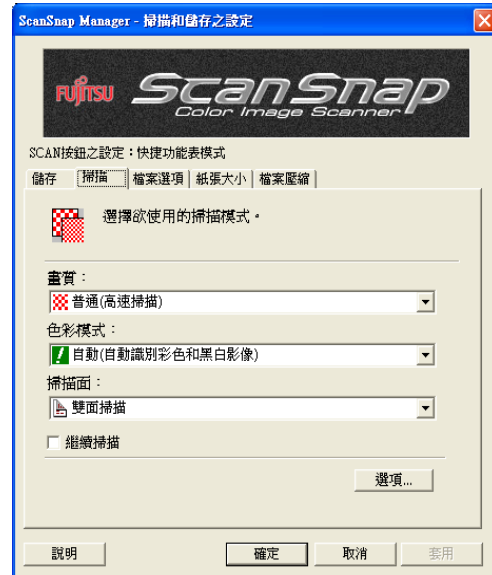 ScanSnap Manager - 掃描和儲存之設定
FUJITSU ScanSnap
Color Image Scanner
SCAN按鈕之設定：快捷功能表模式
儲存 掃描 檔案選項 紙張大小 檔案壓縮
選擇欲使用的掃描模式。
畫質：
普通(高速掃描)
色彩模式：
自動(自動識別彩色和黑白影像)
掃描面：
雙面掃描
繼續掃描
選項...
說明 確定 取消 套用